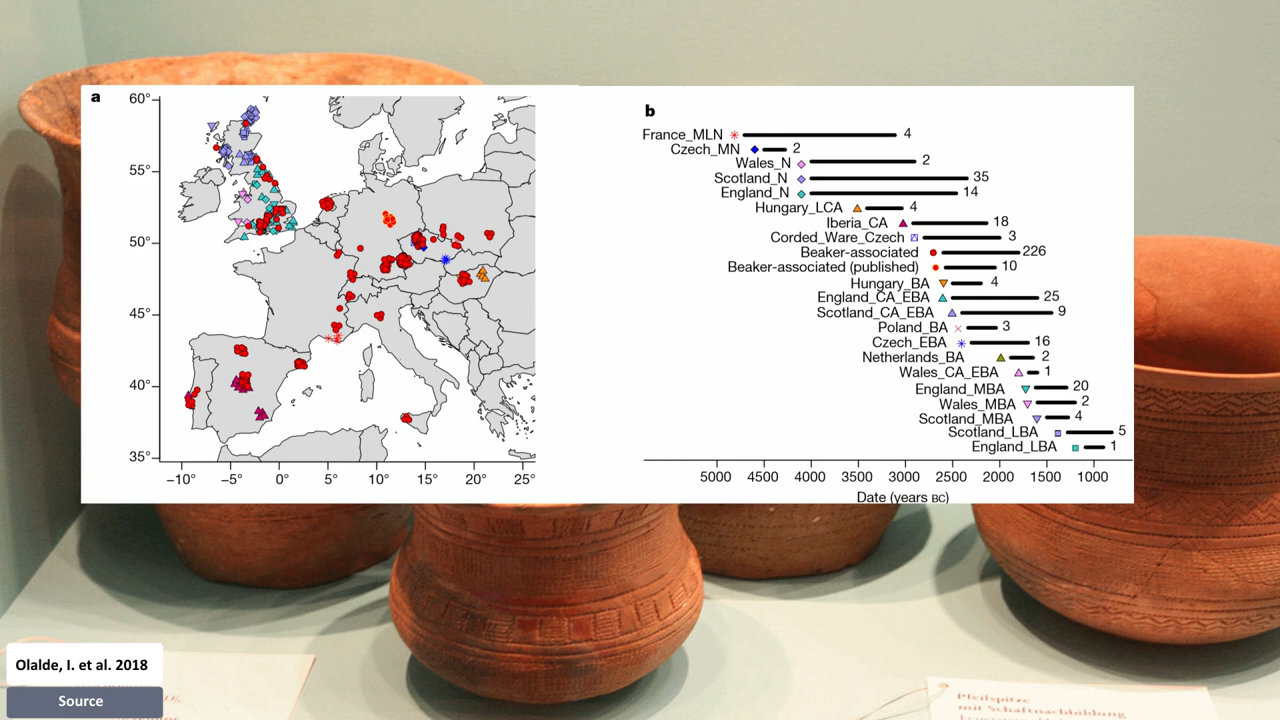 a
60°
55°
50°
45°
40°
35°
−10° −5° 0° 5° 10° 15° 20° 25°
b
France_MLN 4
Czech_MN 2
Wales_N 2
Scotland_N 35
England_N 14
Hungary_LCA 4
Iberia_CA 18
Corded_Ware_Czech 3
Beaker-associated 226
Beaker-associated (published) 10
Hungary_BA 4
England_CA_EBA 25
Scotland_CA_EBA 9
Poland_BA 3
Czech_EBA 16
Netherlands_BA 2
Wales_CA_EBA 1
England_MBA 20
Wales_MBA 2
Scotland_MBA 4
Scotland_LBA 5
England_LBA 1
5000 4500 4000 3500 3000 2500 2000 1500 1000
Date (years BC)
Olalde, I. et al. 2018
Source
Pfeilspitze
mit Schaftnachbildung